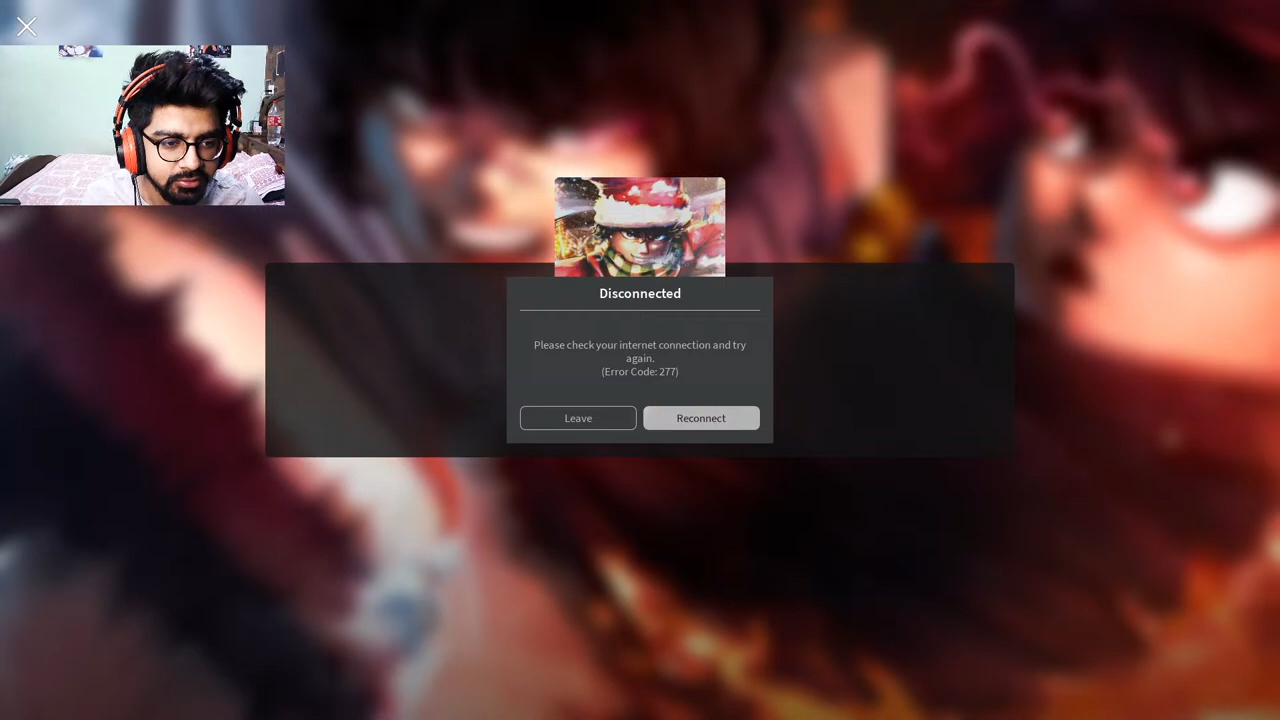 Disconnected
Please check your internet connection and try
again.
(Error Code: 277)
Leave
Reconnect